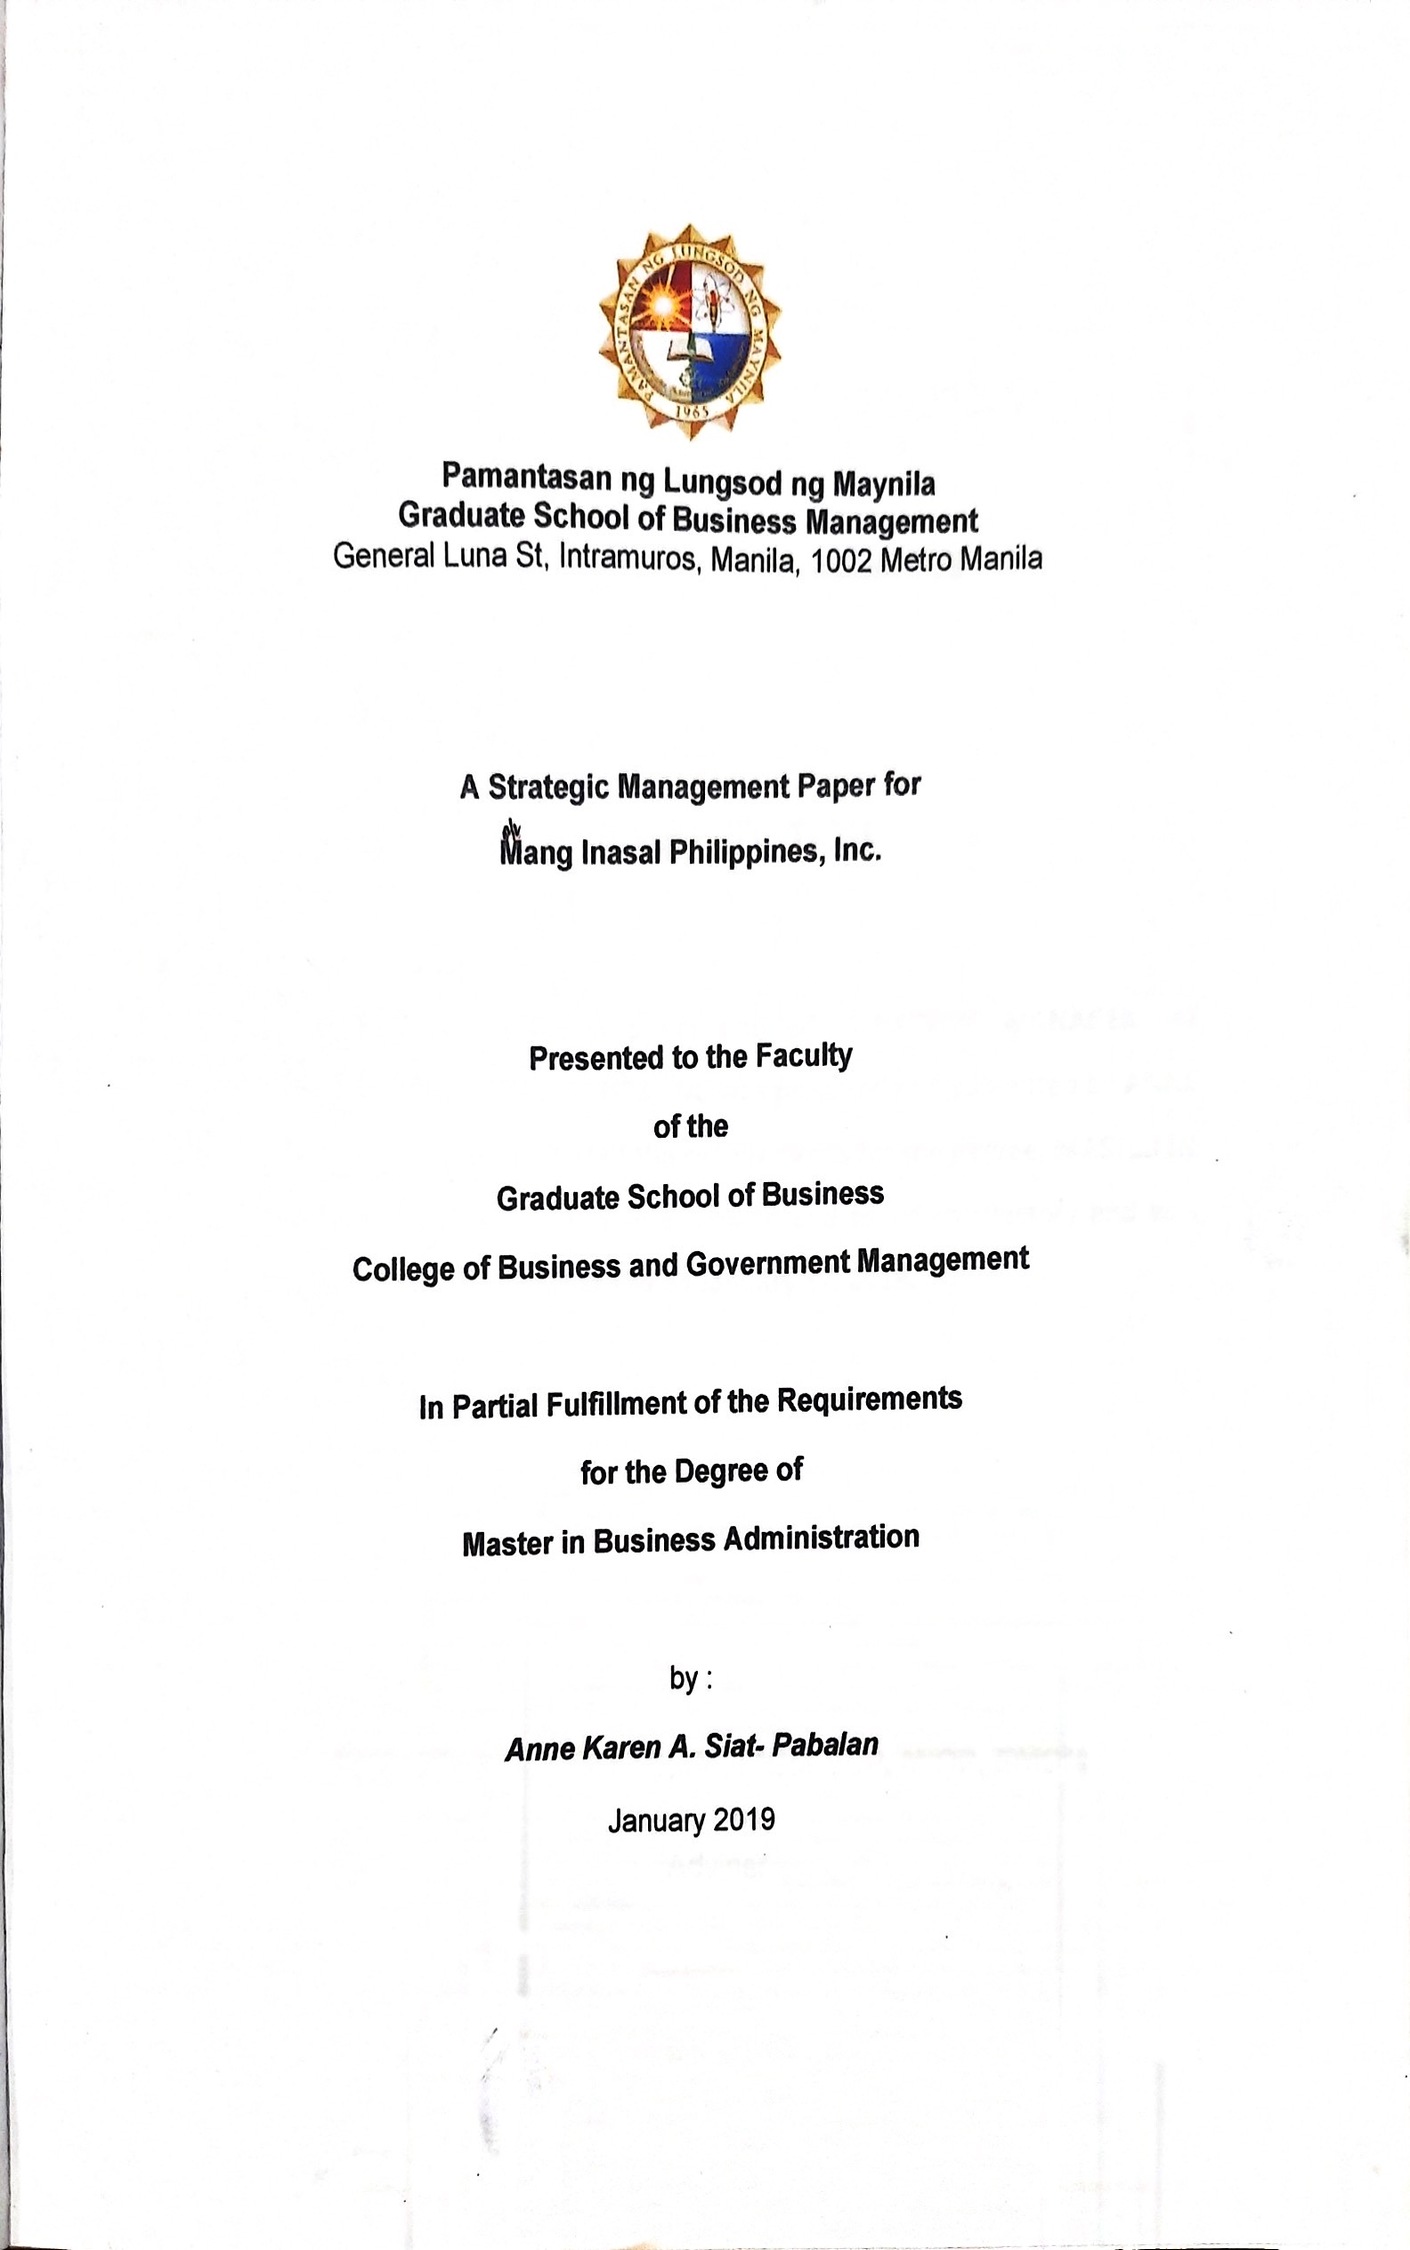 PAMANTASAN NG LUNGSOD NG MAYNILA
1965
Pamantasan ng Lungsod ng Maynila
Graduate School of Business Management
General Luna St, Intramuros, Manila, 1002 Metro Manila
A Strategic Management Paper for
Mang Inasal Philippines, Inc.
Presented to the Faculty
of the
Graduate School of Business
College of Business and Government Management
In Partial Fulfillment of the Requirements
for the Degree of
Master in Business Administration
by :
Anne Karen A. Siat- Pabalan
January 2019